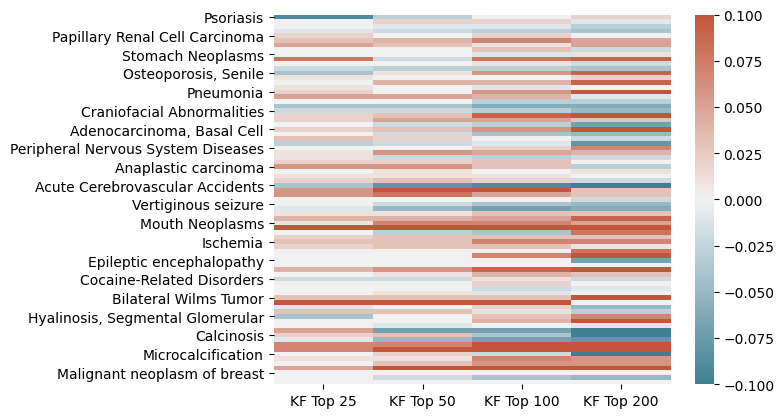 Psoriasis
Papillary Renal Cell Carcinoma
Stomach Neoplasms
Osteoporosis, Senile
Pneumonia
Craniofacial Abnormalities
Adenocarcinoma, Basal Cell
Peripheral Nervous System Diseases
Anaplastic carcinoma
Acute Cerebrovascular Accidents
Vertiginous seizure
Mouth Neoplasms
Ischemia
Epileptic encephalopathy
Cocaine-Related Disorders
Bilateral Wilms Tumor
Hyalinosis, Segmental Glomerular
Calcinosis
Microcalcification
Malignant neoplasm of breast
KF Top 25 KF Top 50 KF Top 100 KF Top 200
0.100
0.075
0.050
0.025
0.000
−0.025
−0.050
−0.075
−0.100